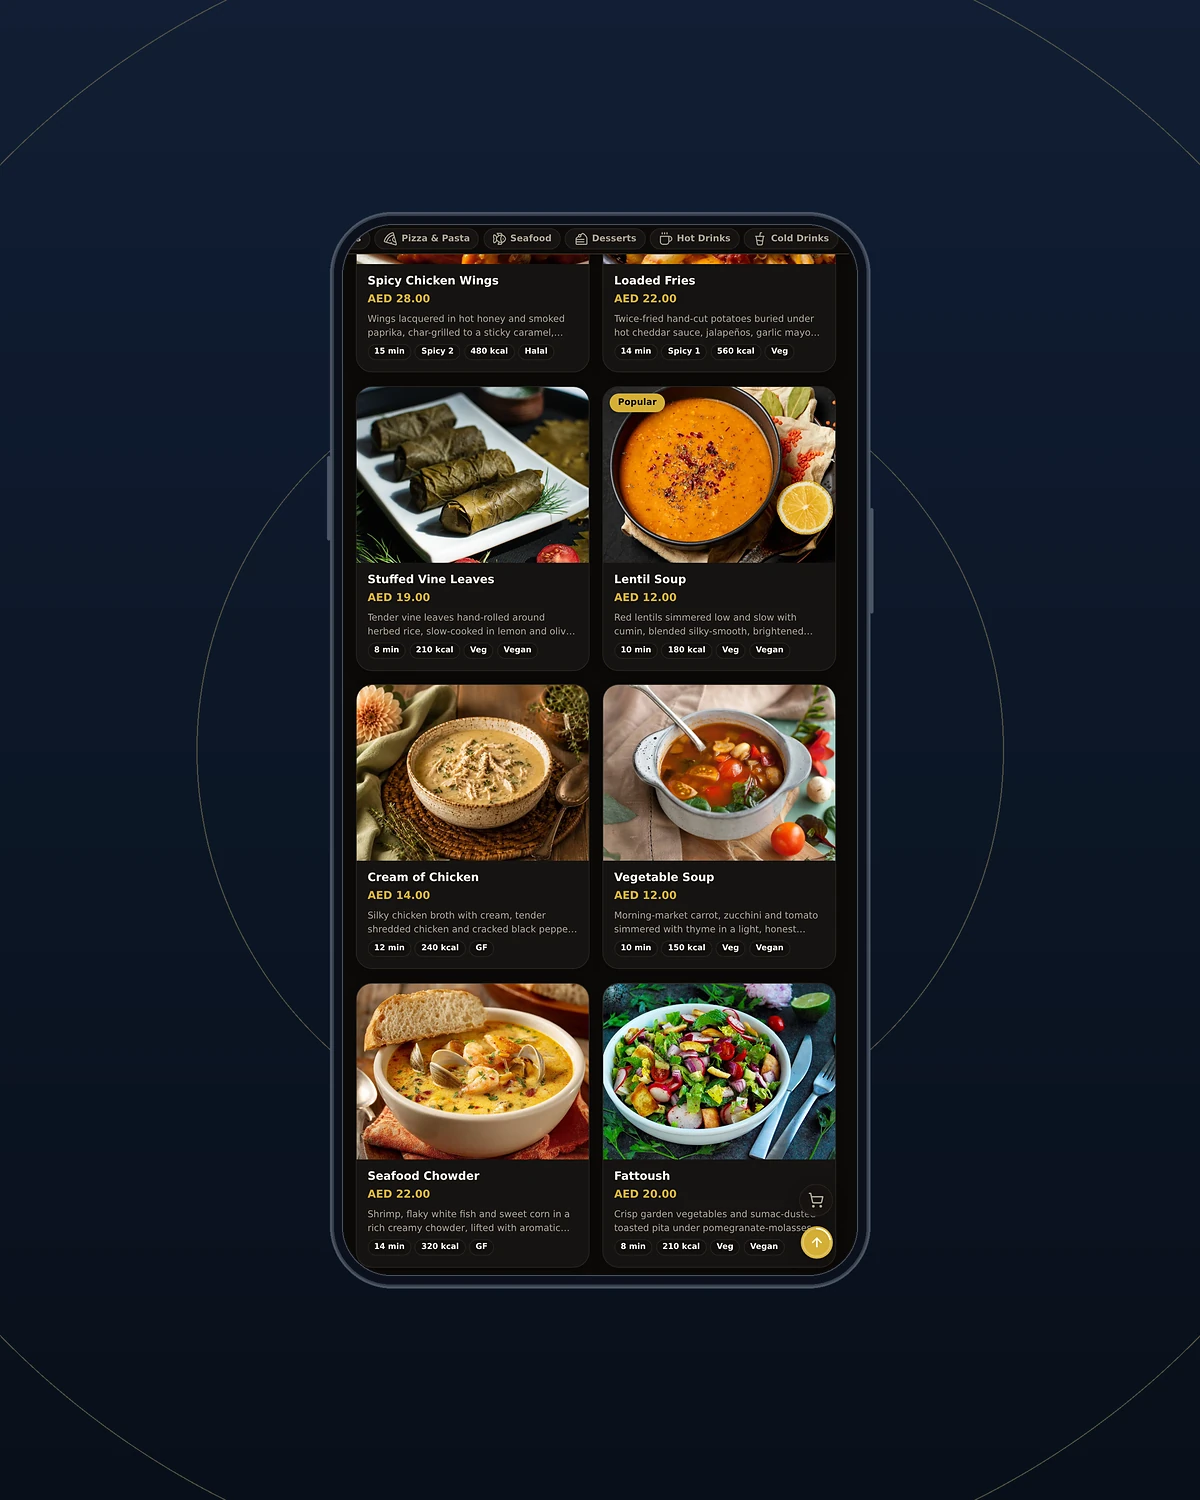 s Pizza & Pasta Seafood Desserts Hot Drinks Cold Drinks
Spicy Chicken Wings
AED 28.00
Wings lacquered in hot honey and smoked
paprika, char-grilled to a sticky caramel,...
15 min Spicy 2 480 kcal Halal
Loaded Fries
AED 22.00
Twice-fried hand-cut potatoes buried under
hot cheddar sauce, jalapeños, garlic mayo...
14 min Spicy 1 560 kcal Veg
Stuffed Vine Leaves
AED 19.00
Tender vine leaves hand-rolled around
herbed rice, slow-cooked in lemon and oliv...
8 min 210 kcal Veg Vegan
Popular
Lentil Soup
AED 12.00
Red lentils simmered low and slow with
cumin, blended silky-smooth, brightened...
10 min 180 kcal Veg Vegan
Cream of Chicken
AED 14.00
Silky chicken broth with cream, tender
shredded chicken and cracked black peppe...
12 min 240 kcal GF
Vegetable Soup
AED 12.00
Morning-market carrot, zucchini and tomato
simmered with thyme in a light, honest...
10 min 150 kcal Veg Vegan
Seafood Chowder
AED 22.00
Shrimp, flaky white fish and sweet corn in a
rich creamy chowder, lifted with aromatic...
14 min 320 kcal GF
Fattoush
AED 20.00
Crisp garden vegetables and sumac-dusted
toasted pita under pomegranate-molasses
8 min 210 kcal Veg Vegan